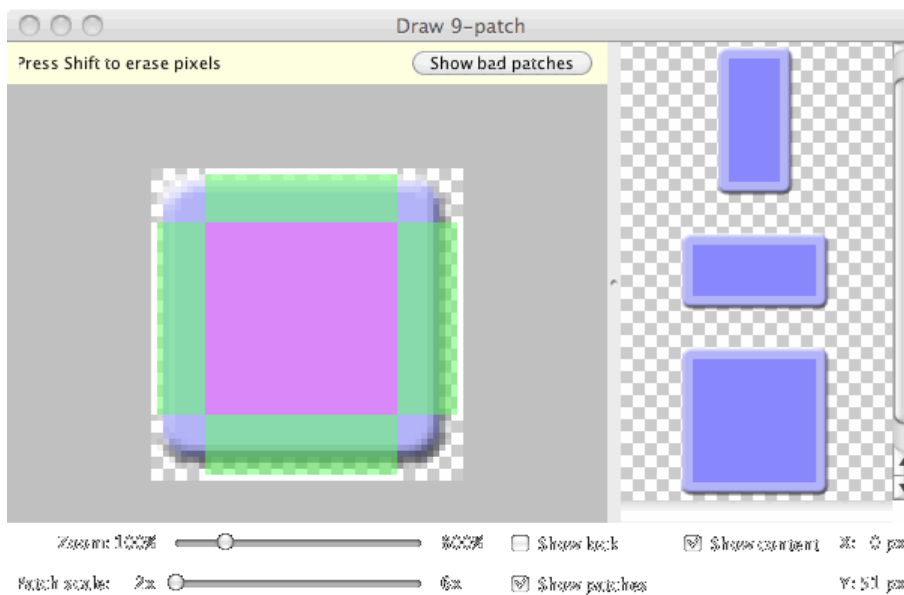 Draw 9-patch
Press Shift to erase pixels
Show bad patches
Zoom: 100%
800%
Show lock
Show content
X: 0 px
Patch scale: 2x
6x
Show patches
Y: 51 px